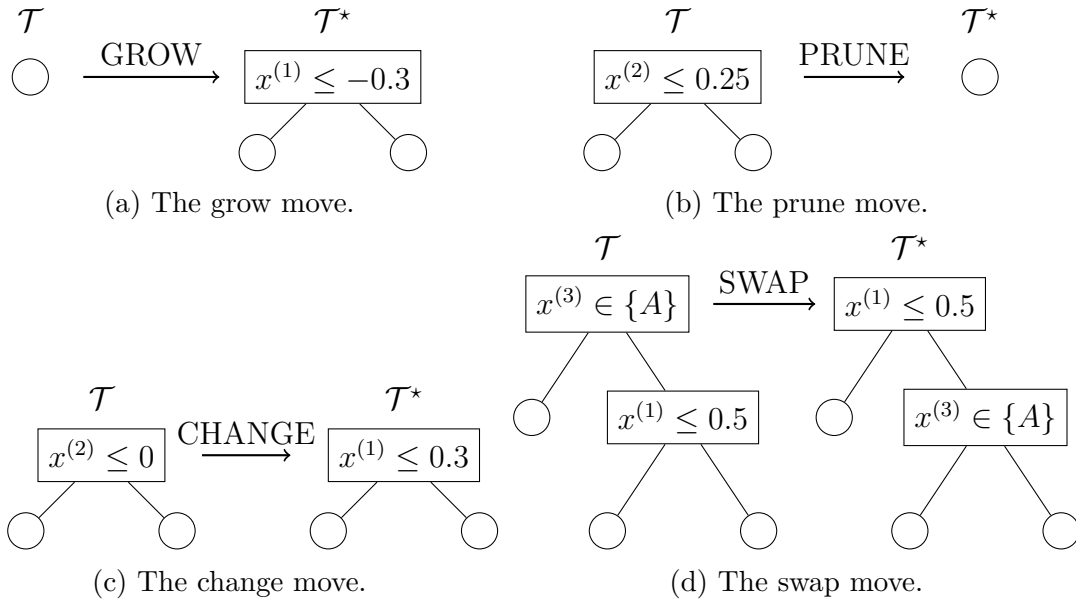 𝒯
GROW
𝒯⋆
x⁽¹⁾ ≤ −0.3
(a) The grow move.
𝒯
PRUNE
𝒯⋆
x⁽²⁾ ≤ 0.25
(b) The prune move.
𝒯
CHANGE
𝒯⋆
x⁽²⁾ ≤ 0
x⁽¹⁾ ≤ 0.3
(c) The change move.
𝒯
SWAP
𝒯⋆
x⁽³⁾ ∈ {A}
x⁽¹⁾ ≤ 0.5
x⁽¹⁾ ≤ 0.5
x⁽³⁾ ∈ {A}
(d) The swap move.